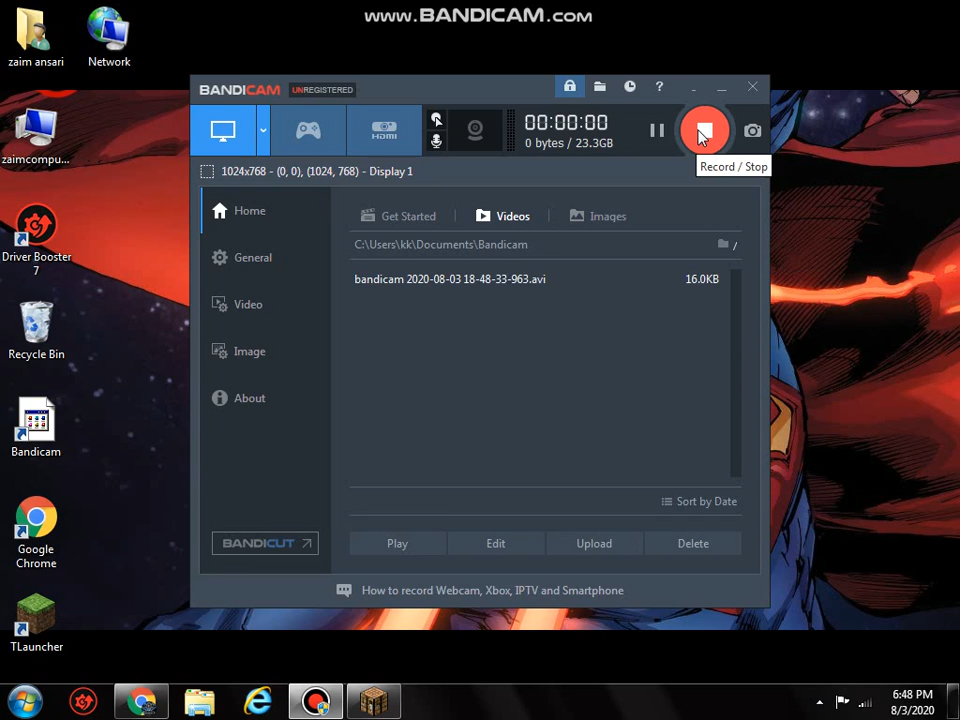 www.BANDICAM.com
zaim ansari
Network
zaimcompu...
Driver Booster
7
Recycle Bin
Bandicam
Google
Chrome
TLauncher
BANDICAM UNREGISTERED
?
HDMI
00:00:00
0 bytes / 23.3GB
Record / Stop
1024x768 - (0, 0), (1024, 768) - Display 1
Home
General
Video
Image
About
BANDICUT
Get Started
Videos
Images
C:\Users\kk\Documents\Bandicam
/
bandicam 2020-08-03 18-48-33-963.avi 16.0KB
Sort by Date
Play Edit Upload Delete
How to record Webcam, Xbox, IPTV and Smartphone
6:48 PM
8/3/2020